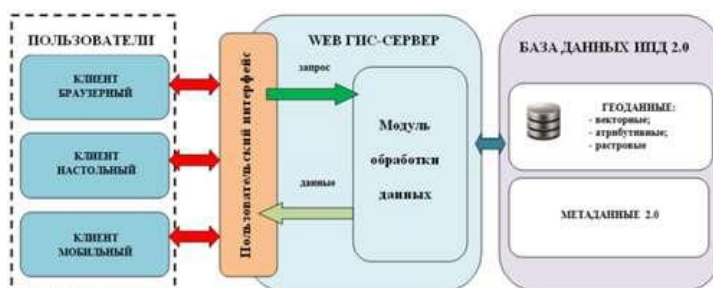 ПОЛЬЗОВАТЕЛИ
КЛИЕНТ
БРАУЗЕРНЫЙ
КЛИЕНТ
НАСТОЛЬНЫЙ
КЛИЕНТ
МОБИЛЬНЫЙ
Пользовательский интерфейс
WEB ГИС-СЕРВЕР
запрос
Модуль
обработки
данных
данные
БАЗА ДАННЫХ ИПД 2.0
ГЕОДАННЫЕ:
- векторные;
- атрибутивные;
- растровые
МЕТАДАННЫЕ 2.0